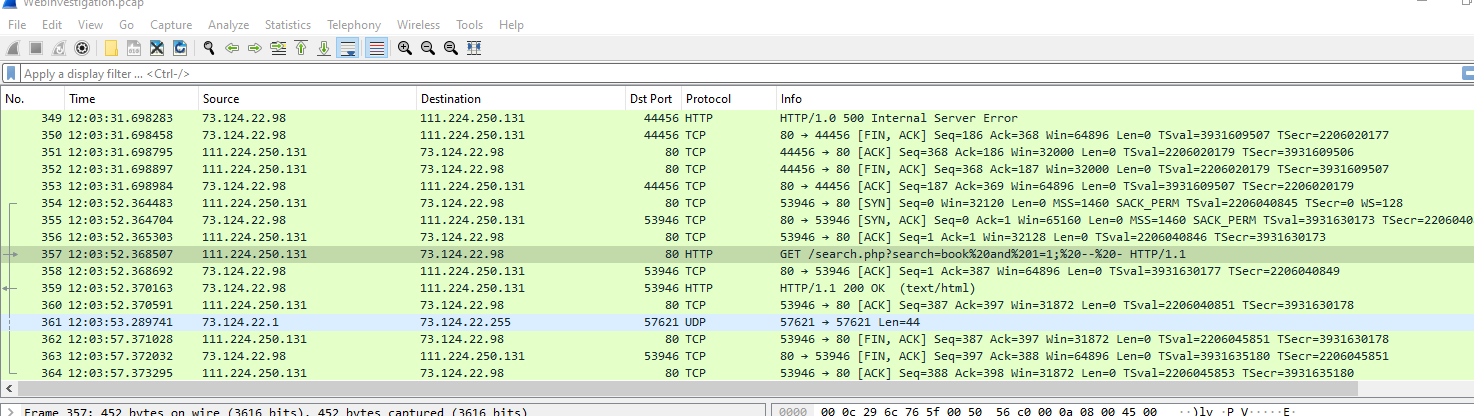 WebInvestigation.pcap
File Edit View Go Capture Analyze Statistics Telephony Wireless Tools Help
Apply a display filter ... <Ctrl-/>
No. Time Source Destination Dst Port Protocol Info
349 12:03:31.698283 73.124.22.98 111.224.250.131 44456 HTTP HTTP/1.0 500 Internal Server Error
350 12:03:31.698458 73.124.22.98 111.224.250.131 44456 TCP 80 → 44456 [FIN, ACK] Seq=186 Ack=368 Win=64896 Len=0 TSval=3931609507 TSecr=2206020177
351 12:03:31.698795 111.224.250.131 73.124.22.98 80 TCP 44456 → 80 [ACK] Seq=368 Ack=186 Win=32000 Len=0 TSval=2206020179 TSecr=3931609506
352 12:03:31.698897 111.224.250.131 73.124.22.98 80 TCP 44456 → 80 [FIN, ACK] Seq=368 Ack=187 Win=32000 Len=0 TSval=2206020179 TSecr=3931609507
353 12:03:31.698984 73.124.22.98 111.224.250.131 44456 TCP 80 → 44456 [ACK] Seq=187 Ack=369 Win=64896 Len=0 TSval=3931609507 TSecr=2206020179
354 12:03:52.364483 111.224.250.131 73.124.22.98 80 TCP 53946 → 80 [SYN] Seq=0 Win=32120 Len=0 MSS=1460 SACK_PERM TSval=2206040845 TSecr=0 WS=128
355 12:03:52.364704 73.124.22.98 111.224.250.131 53946 TCP 80 → 53946 [SYN, ACK] Seq=0 Ack=1 Win=65160 Len=0 MSS=1460 SACK_PERM TSval=3931630173 TSecr=2206040
356 12:03:52.365303 111.224.250.131 73.124.22.98 80 TCP 53946 → 80 [ACK] Seq=1 Ack=1 Win=32128 Len=0 TSval=2206040846 TSecr=3931630173
357 12:03:52.368507 111.224.250.131 73.124.22.98 80 HTTP GET /search.php?search=book%20and%201=1;%20--%20- HTTP/1.1
358 12:03:52.368692 73.124.22.98 111.224.250.131 53946 TCP 80 → 53946 [ACK] Seq=1 Ack=387 Win=64896 Len=0 TSval=3931630177 TSecr=2206040849
359 12:03:52.370163 73.124.22.98 111.224.250.131 53946 HTTP HTTP/1.1 200 OK (text/html)
360 12:03:52.370591 111.224.250.131 73.124.22.98 80 TCP 53946 → 80 [ACK] Seq=387 Ack=397 Win=31872 Len=0 TSval=2206040851 TSecr=3931630178
361 12:03:53.289741 73.124.22.1 73.124.22.255 57621 UDP 57621 → 57621 Len=44
362 12:03:57.371028 111.224.250.131 73.124.22.98 80 TCP 53946 → 80 [FIN, ACK] Seq=387 Ack=397 Win=31872 Len=0 TSval=2206045851 TSecr=3931630178
363 12:03:57.372032 73.124.22.98 111.224.250.131 53946 TCP 80 → 53946 [FIN, ACK] Seq=397 Ack=388 Win=64896 Len=0 TSval=3931635180 TSecr=2206045851
364 12:03:57.373295 111.224.250.131 73.124.22.98 80 TCP 53946 → 80 [ACK] Seq=388 Ack=398 Win=31872 Len=0 TSval=2206045853 TSecr=3931635180
Frame 357: 452 bytes on wire (3616 bits), 452 bytes captured (3616 bits)
0000 00 0c 29 6c 76 5f 00 50 56 c0 00 0a 08 00 45 00 ··)lv_·P V·····E·